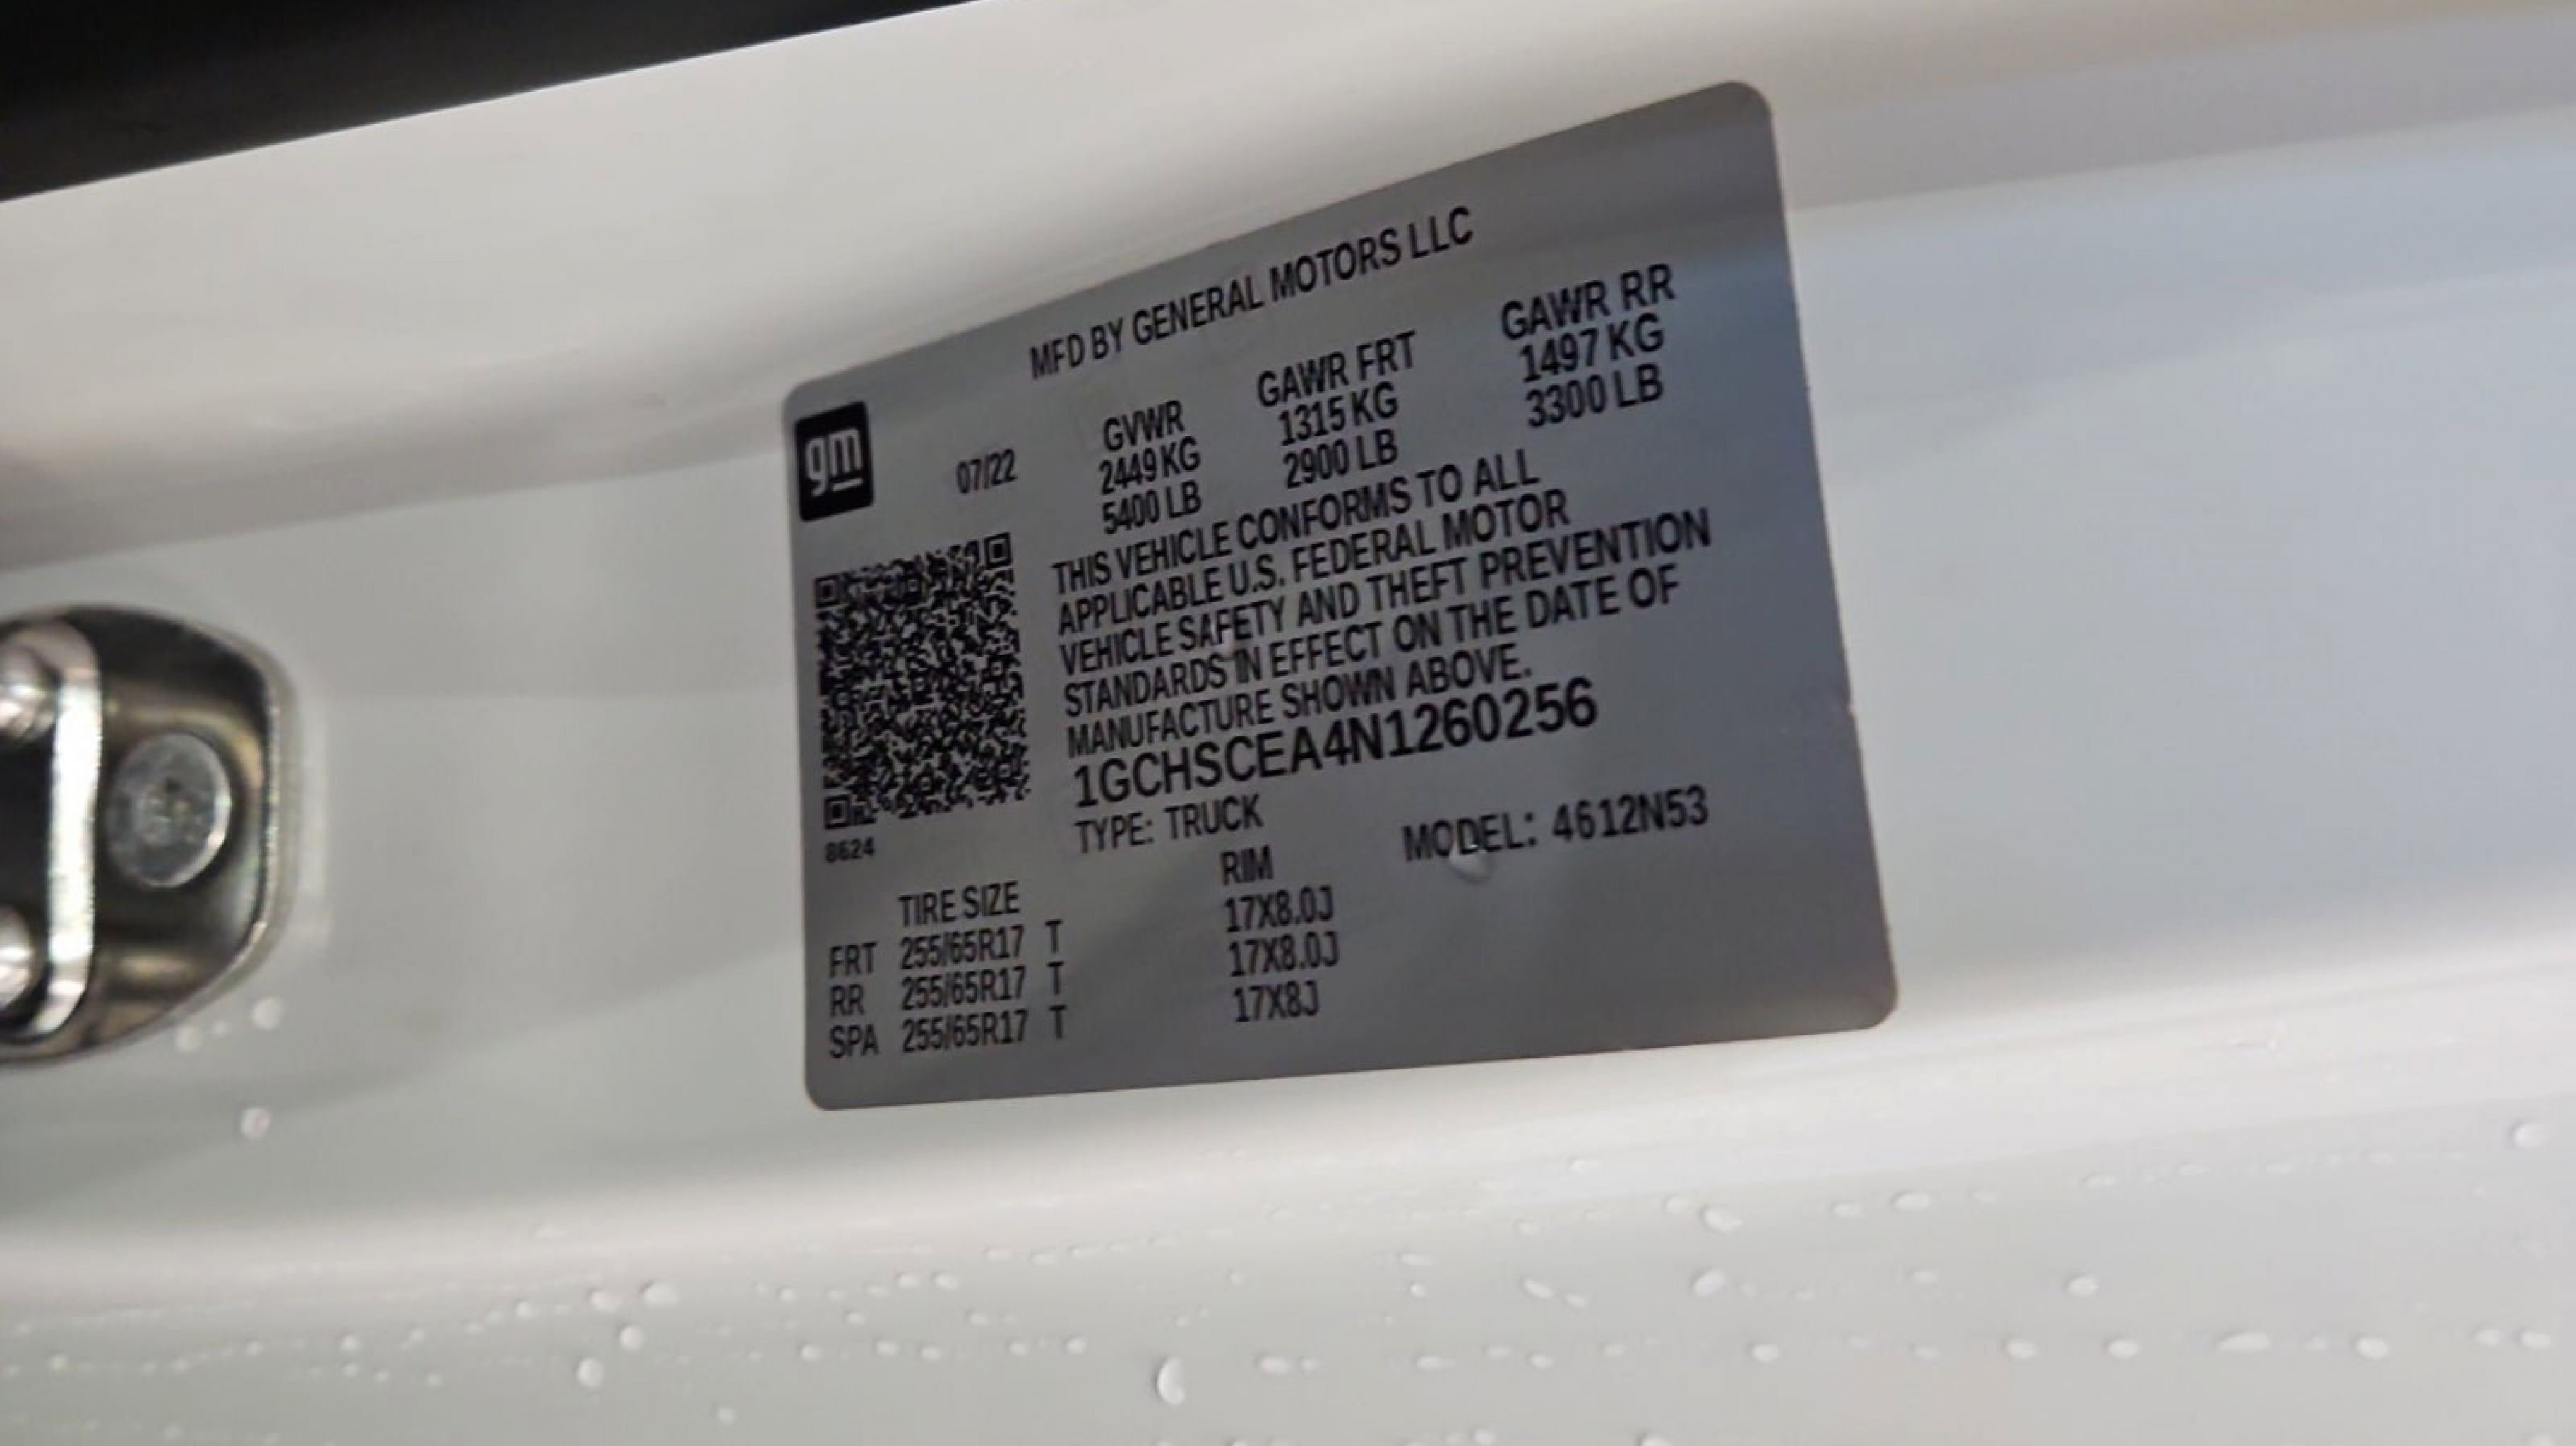 MFD BY GENERAL MOTORS LLC
gm
07/22
GVWR GAWR FRT GAWR RR
2449 KG 1315 KG 1497 KG
5400 LB 2900 LB 3300 LB
THIS VEHICLE CONFORMS TO ALL
APPLICABLE U.S. FEDERAL MOTOR
VEHICLE SAFETY AND THEFT PREVENTION
STANDARDS IN EFFECT ON THE DATE OF
MANUFACTURE SHOWN ABOVE.
1GCHSCEA4N1260256
8624
TYPE: TRUCK MODEL: 4612N53
TIRE SIZE RIM
FRT 255/65R17 T 17X8.0J
RR 255/65R17 T 17X8.0J
SPA 255/65R17 T 17X8J